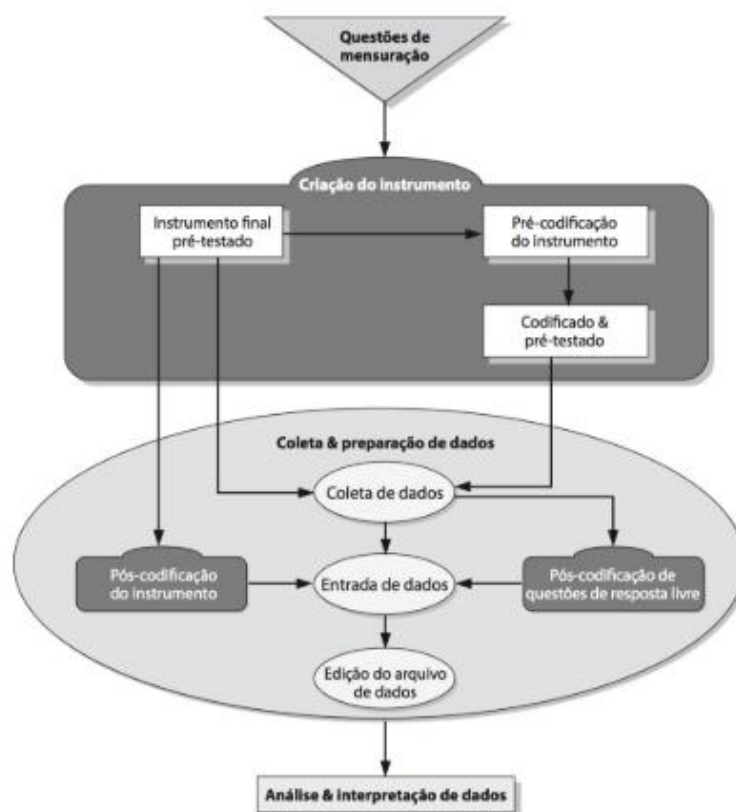 Questões de
mensuração
Criação do instrumento
Instrumento final
pré-testado
Pré-codificação
do instrumento
Codificado &
pré-testado
Coleta & preparação de dados
Coleta de dados
Pós-codificação
do instrumento
Entrada de dados
Pós-codificação de
questões de resposta livre
Edição do arquivo
de dados
Análise & interpretação de dados